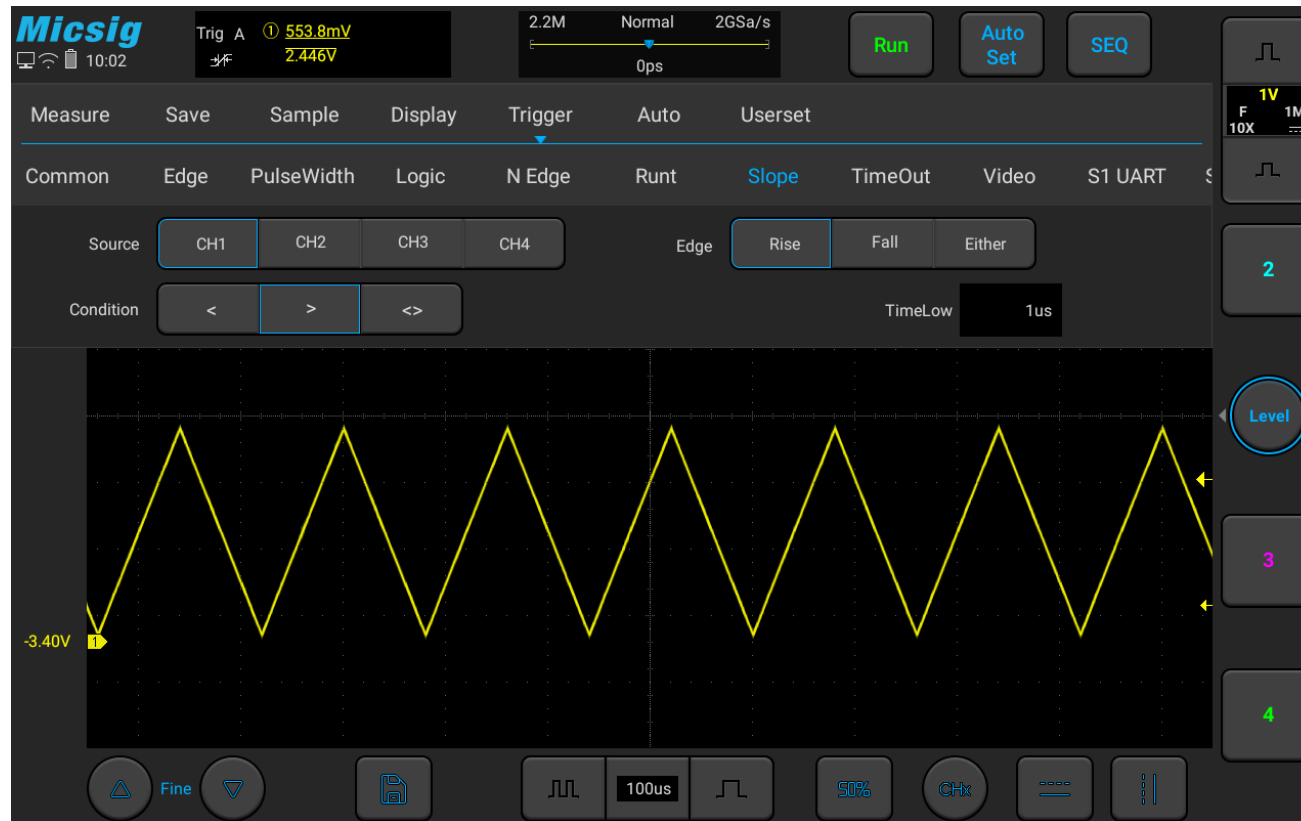 Micsig
10:02
Trig A ① 553.8mV
2.446V
2.2M Normal 2GSa/s
0ps
Run
Auto
Set
SEQ
Measure Save Sample Display Trigger Auto Userset
1V
F 1M
10X
Common Edge PulseWidth Logic N Edge Runt Slope TimeOut Video S1 UART
Source CH1 CH2 CH3 CH4 Edge Rise Fall Either
2
Condition < > <> TimeLow 1us
Level
3
-3.40V 1
4
Fine 100us 50% CHx